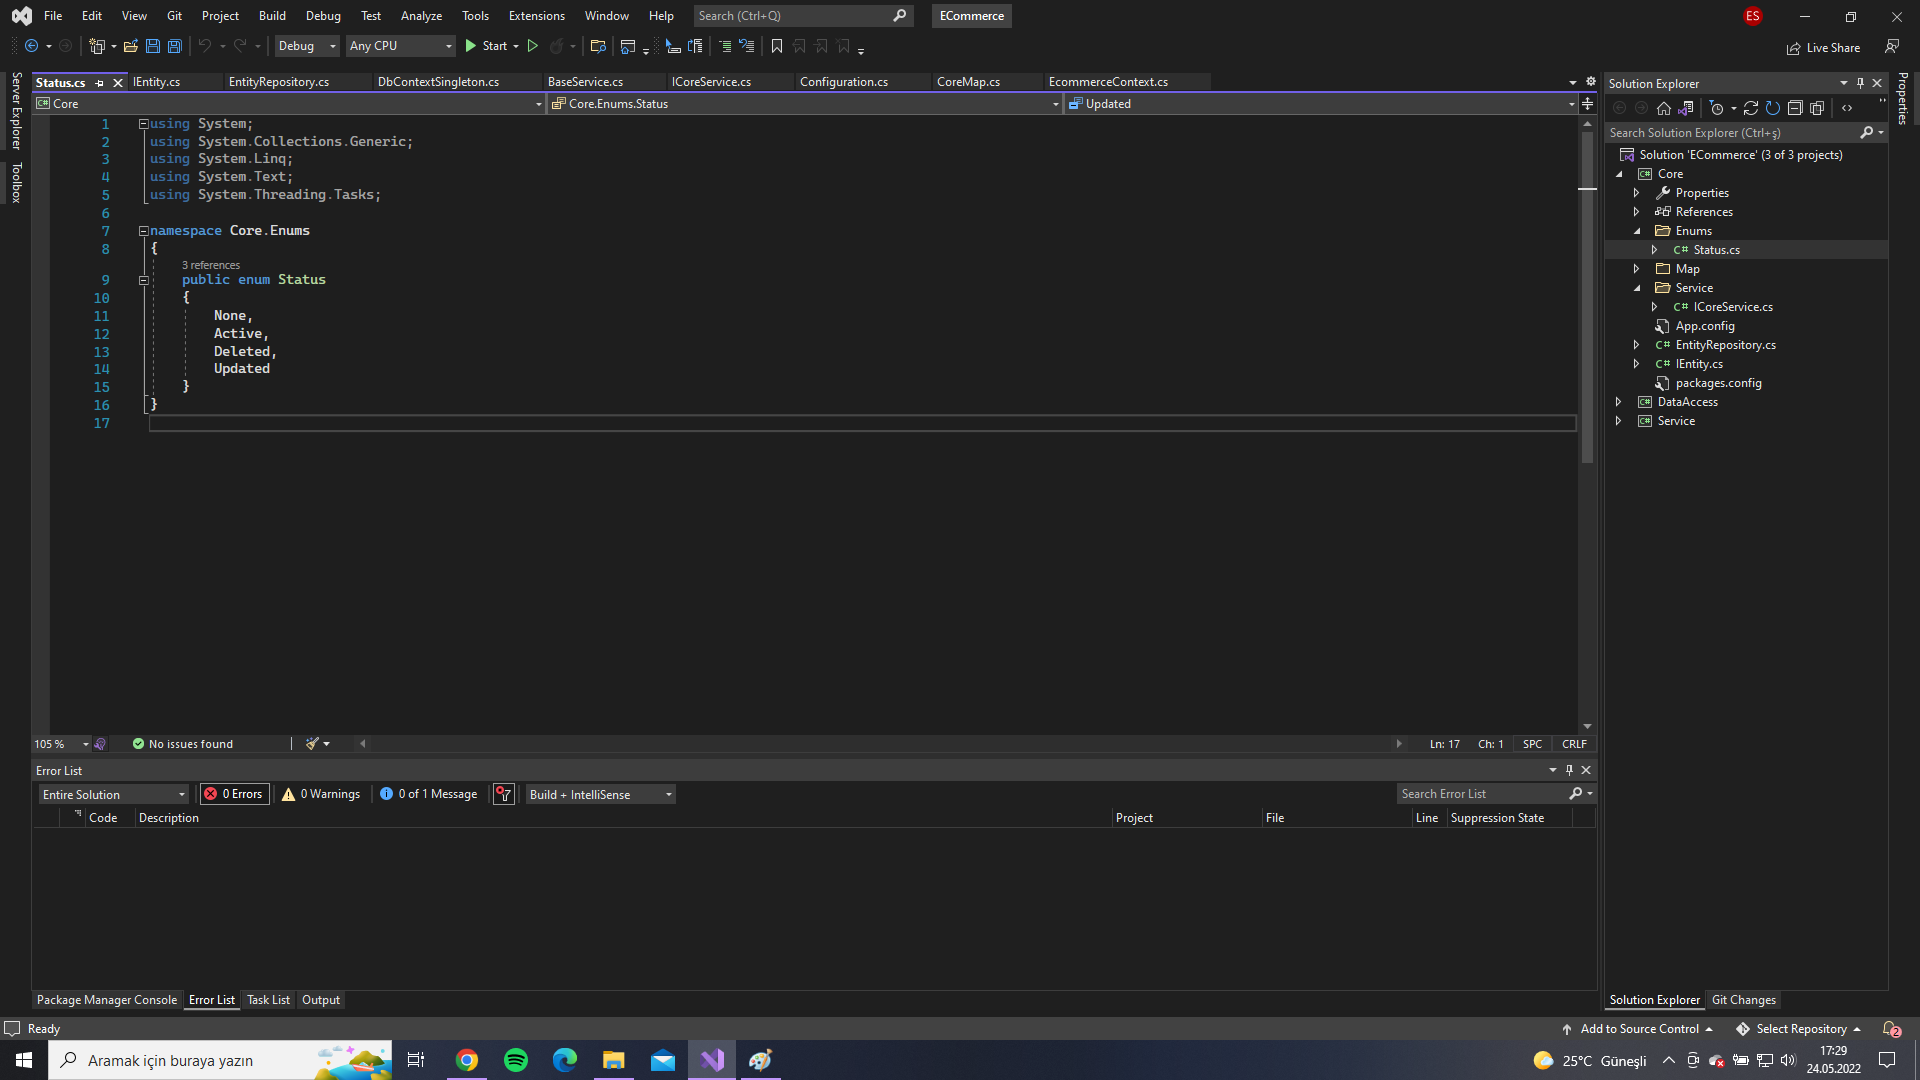 File Edit View Git Project Build Debug Test Analyze Tools Extensions Window Help Search (Ctrl+Q) ECommerce ES
Debug Any CPU Start Live Share
Server Explorer
Toolbox
Status.cs IEntity.cs EntityRepository.cs DbContextSingleton.cs BaseService.cs ICoreService.cs Configuration.cs CoreMap.cs EcommerceContext.cs
Core Core.Enums.Status Updated
1 using System;
2 using System.Collections.Generic;
3 using System.Linq;
4 using System.Text;
5 using System.Threading.Tasks;
6
7 namespace Core.Enums
8 {
3 references
9 public enum Status
10 {
11 None,
12 Active,
13 Deleted,
14 Updated
15 }
16 }
17
105 % No issues found Ln: 17 Ch: 1 SPC CRLF
Error List
Entire Solution 0 Errors 0 Warnings 0 of 1 Message Build + IntelliSense Search Error List
Code Description Project File Line Suppression State
Package Manager Console Error List Task List Output
Solution Explorer
Search Solution Explorer (Ctrl+ş)
Solution 'ECommerce' (3 of 3 projects)
C# Core
Properties
References
Enums
C# Status.cs
Map
Service
C# ICoreService.cs
App.config
C# EntityRepository.cs
C# IEntity.cs
packages.config
C# DataAccess
C# Service
Solution Explorer Git Changes
Properties
Ready Add to Source Control Select Repository 2
Aramak için buraya yazın 25°C Güneşli 17:29
24.05.2022